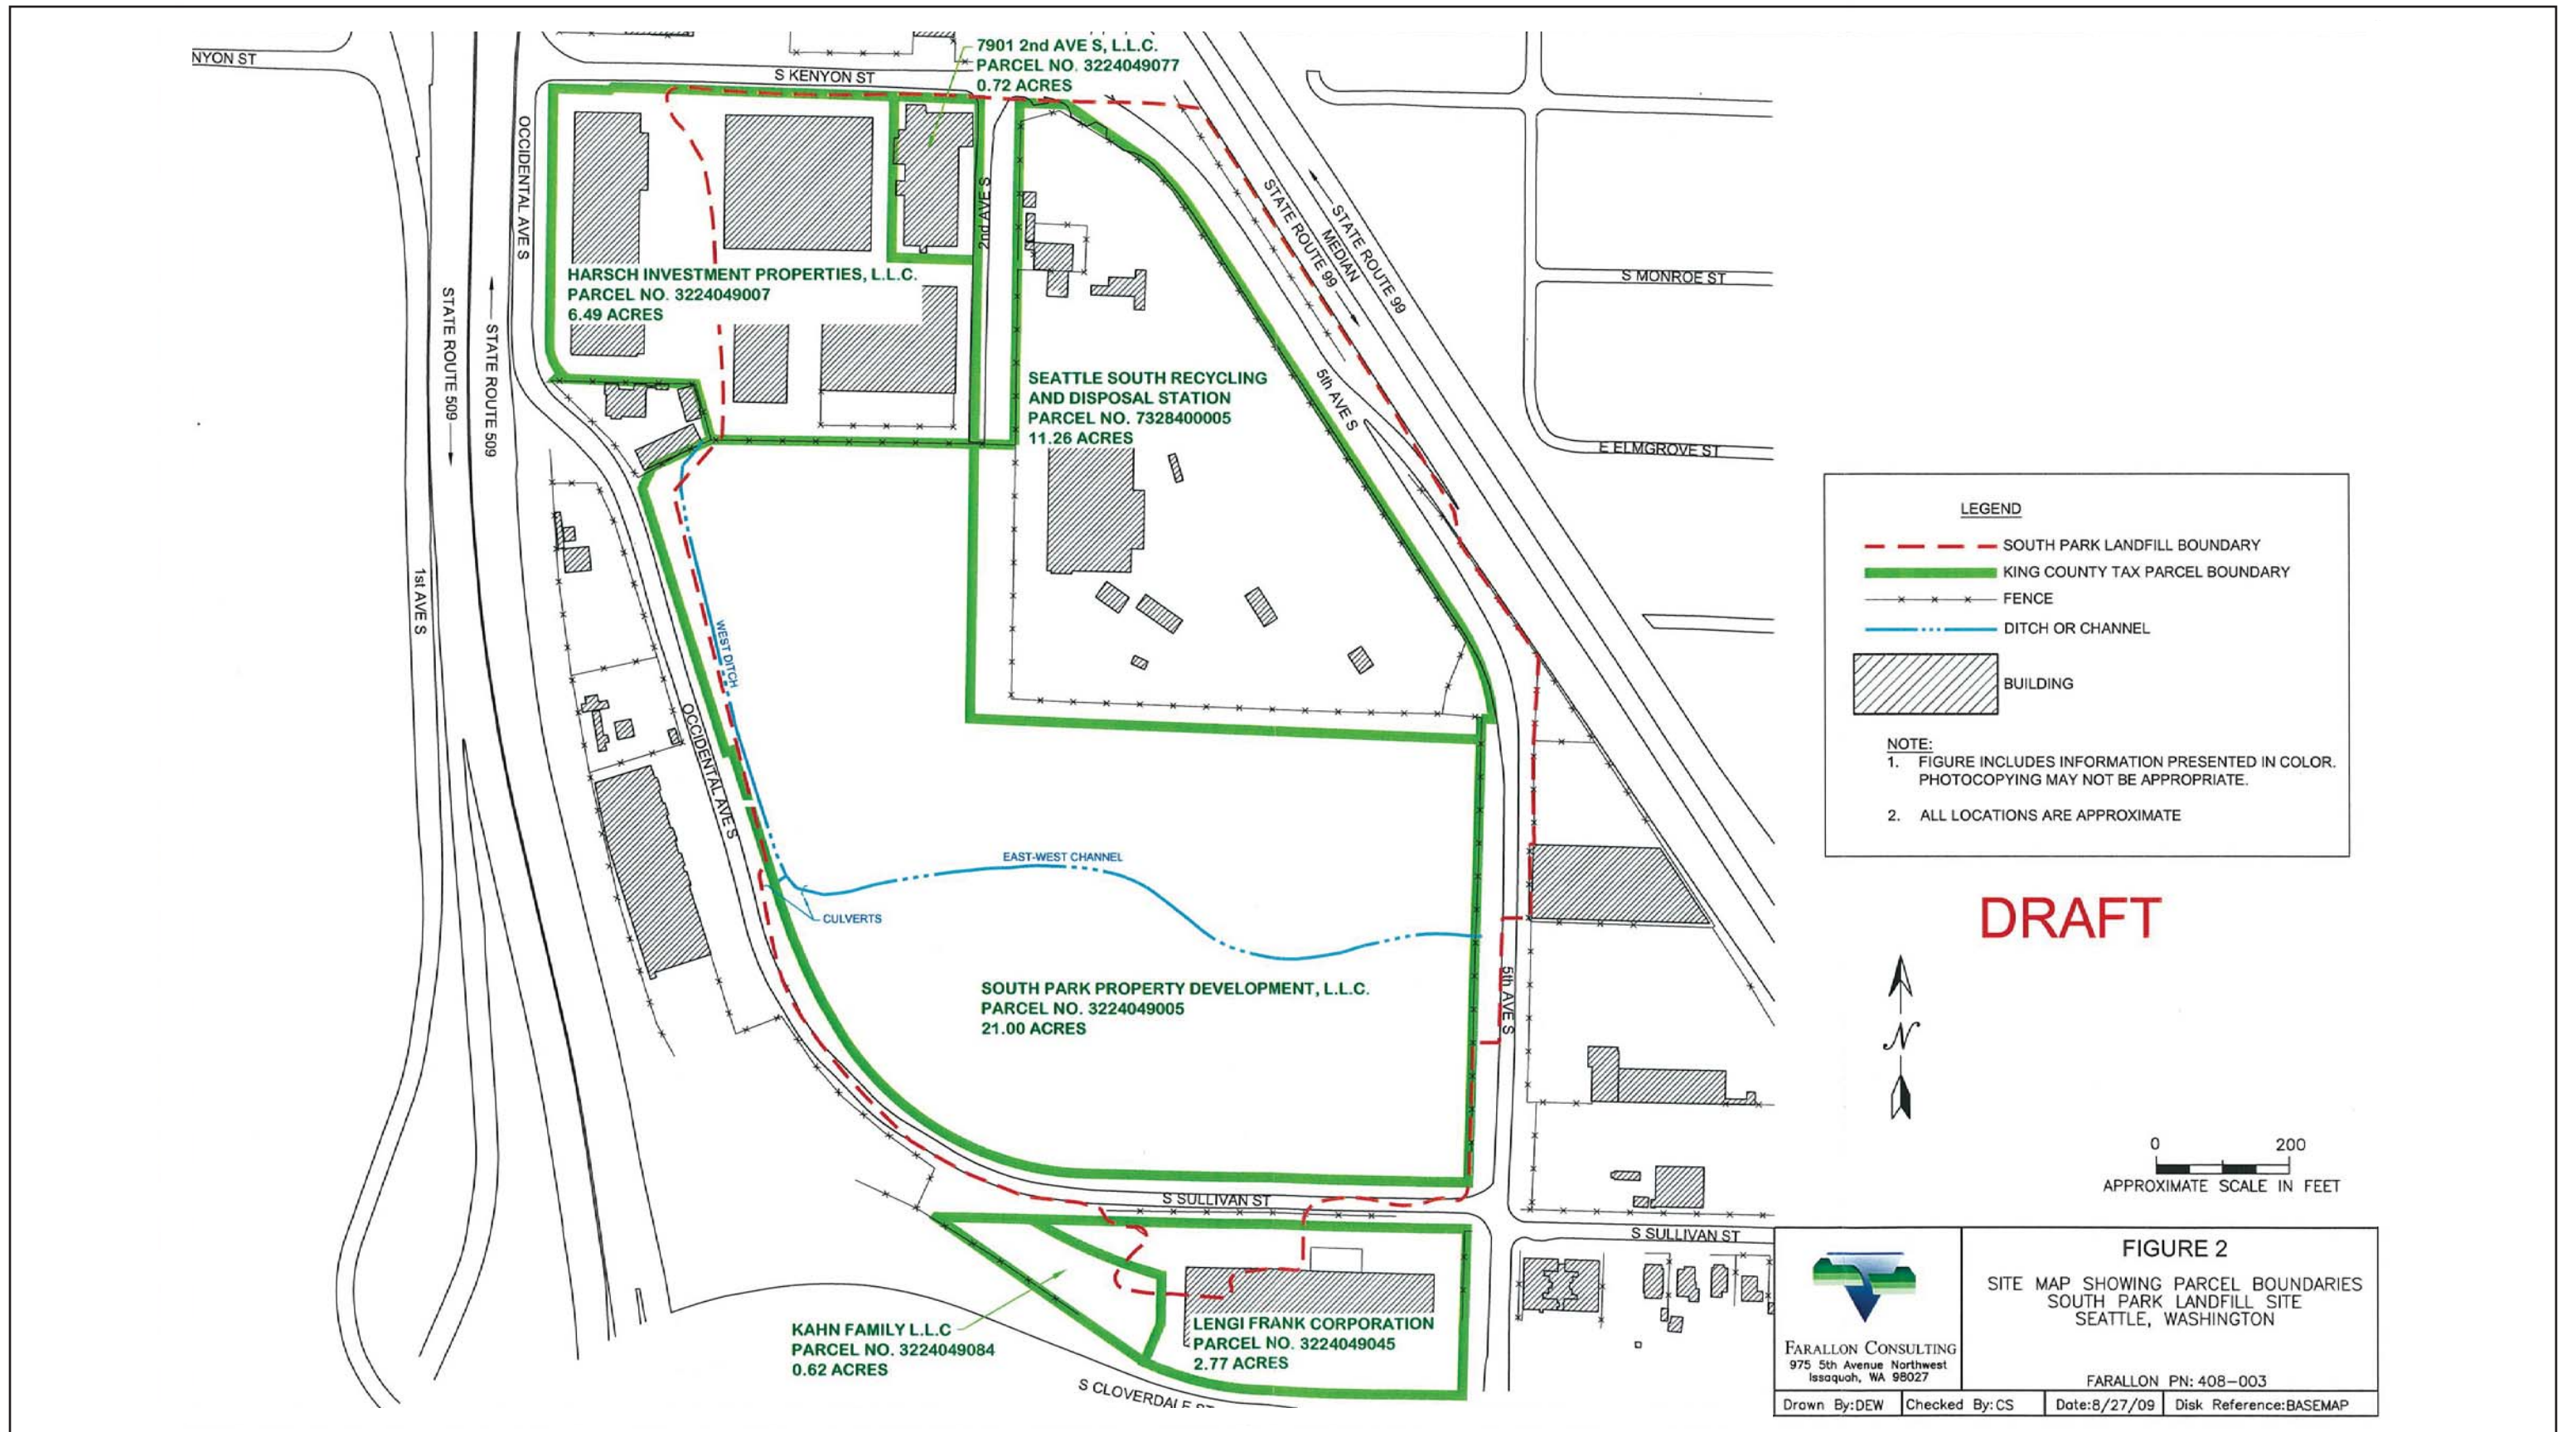 NYON ST
S KENYON ST
7901 2nd AVE S, L.L.C.
PARCEL NO. 3224049077
0.72 ACRES
OCCIDENTAL AVE S
2nd AVE S
HARSCH INVESTMENT PROPERTIES, L.L.C.
PARCEL NO. 3224049007
6.49 ACRES
STATE ROUTE 509
STATE ROUTE 509
STATE ROUTE 99
MEDIAN
STATE ROUTE 99
S MONROE ST
E ELMGROVE ST
5th AVE S
SEATTLE SOUTH RECYCLING
AND DISPOSAL STATION
PARCEL NO. 7328400005
11.26 ACRES
1st AVE S
WEST DITCH
OCCIDENTAL AVE S
EAST-WEST CHANNEL
CULVERTS
SOUTH PARK PROPERTY DEVELOPMENT, L.L.C.
PARCEL NO. 3224049005
21.00 ACRES
5th AVE S
S SULLIVAN ST
S SULLIVAN ST
KAHN FAMILY L.L.C
PARCEL NO. 3224049084
0.62 ACRES
LENGI FRANK CORPORATION
PARCEL NO. 3224049045
2.77 ACRES
S CLOVERDALE ST
LEGEND
SOUTH PARK LANDFILL BOUNDARY
KING COUNTY TAX PARCEL BOUNDARY
FENCE
DITCH OR CHANNEL
BUILDING
NOTE:
1. FIGURE INCLUDES INFORMATION PRESENTED IN COLOR.
PHOTOCOPYING MAY NOT BE APPROPRIATE.
2. ALL LOCATIONS ARE APPROXIMATE
DRAFT
N
0 200
APPROXIMATE SCALE IN FEET
FARALLON CONSULTING
975 5th Avenue Northwest
Issaquah, WA 98027
FIGURE 2
SITE MAP SHOWING PARCEL BOUNDARIES
SOUTH PARK LANDFILL SITE
SEATTLE, WASHINGTON
FARALLON PN: 408-003
Drawn By:DEW Checked By:CS Date:8/27/09 Disk Reference:BASEMAP